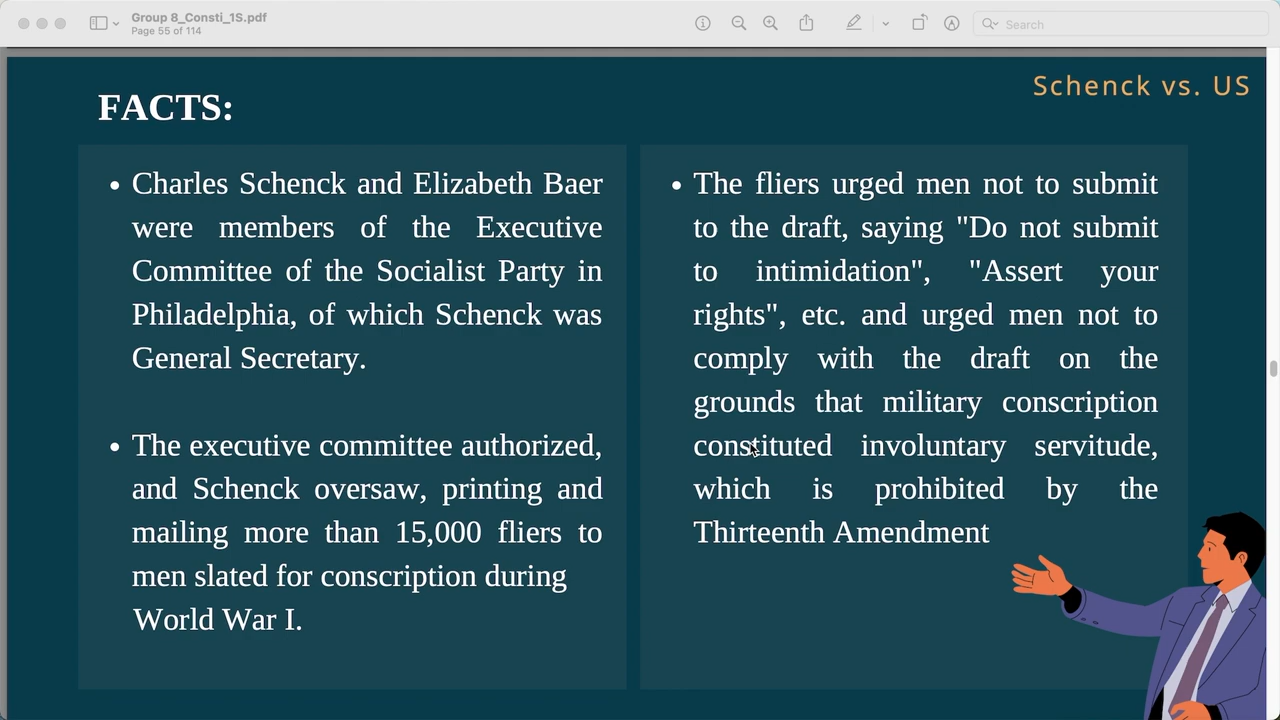 Group 8_Consti_1S.pdf
Page 55 of 114
Search
Schenck vs. US
FACTS:
• Charles Schenck and Elizabeth Baer
were members of the Executive
Committee of the Socialist Party in
Philadelphia, of which Schenck was
General Secretary.
• The executive committee authorized,
and Schenck oversaw, printing and
mailing more than 15,000 fliers to
men slated for conscription during
World War I.
• The fliers urged men not to submit
to the draft, saying "Do not submit
to intimidation", "Assert your
rights", etc. and urged men not to
comply with the draft on the
grounds that military conscription
constituted involuntary servitude,
which is prohibited by the
Thirteenth Amendment